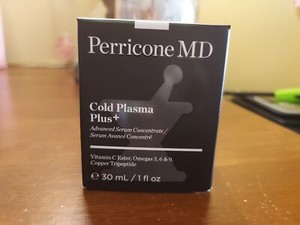 Perricone MD
Cold Plasma
Plus+
Advanced Serum Concentrate/
Serum Avancé Concentré
Vitamin C Ester, Omegas 3, 6 & 9,
Copper Tripeptide
e 30 mL / 1 fl oz